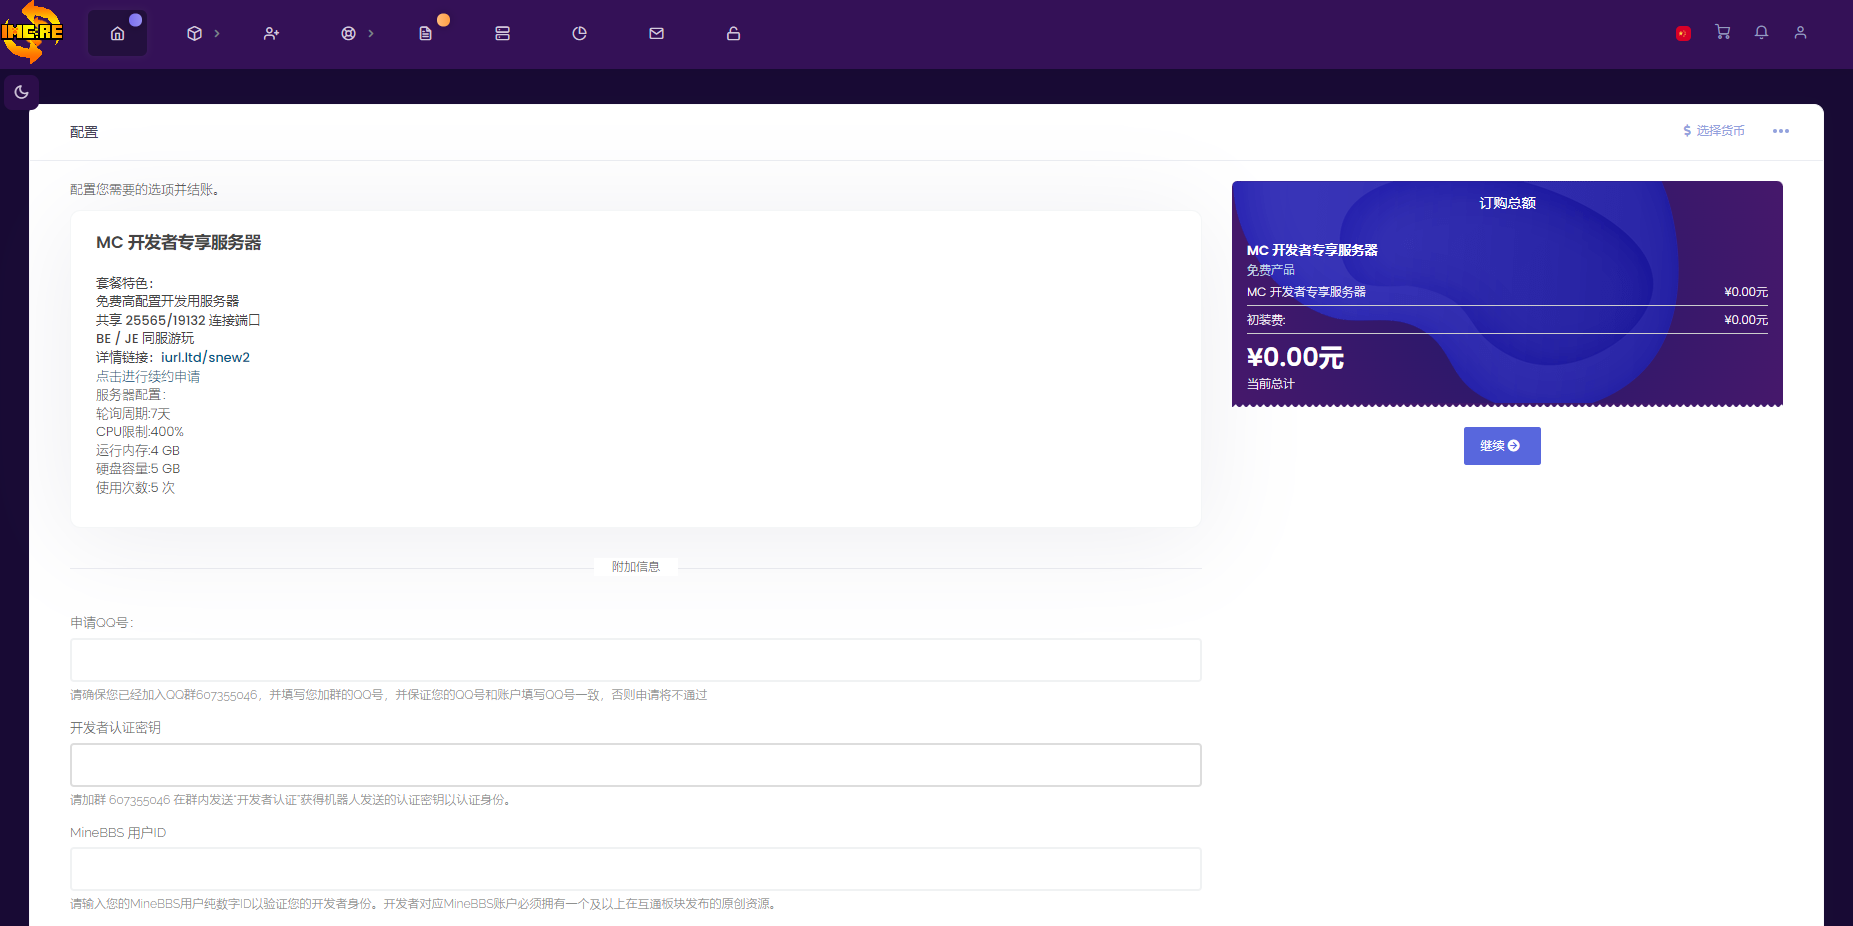 IMC.RE
配置
$ 选择货币
配置您需要的选项并结账。
MC 开发者专享服务器
套餐特色：
免费高配置开发用服务器
共享 25565/19132 连接端口
BE / JE 同服游玩
详情链接：iurl.ltd/snew2
点击进行续约申请
服务器配置：
轮询周期:7天
CPU限制:400%
运行内存:4 GB
硬盘容量:5 GB
使用次数:5 次
订购总额
MC 开发者专享服务器
免费产品
MC 开发者专享服务器 ¥0.00元
初装费: ¥0.00元
¥0.00元
当前总计
继续
附加信息
申请QQ号：
请确保您已经加入QQ群607355046，并填写您加群的QQ号，并保证您的QQ号和账户填写QQ号一致，否则申请将不通过
开发者认证密钥
请加群 607355046 在群内发送“开发者认证”获得机器人发送的认证密钥以认证身份。
MineBBS 用户ID
请输入您的MineBBS用户纯数字ID以验证您的开发者身份。开发者对应MineBBS账户必须拥有一个及以上在互通板块发布的原创资源。